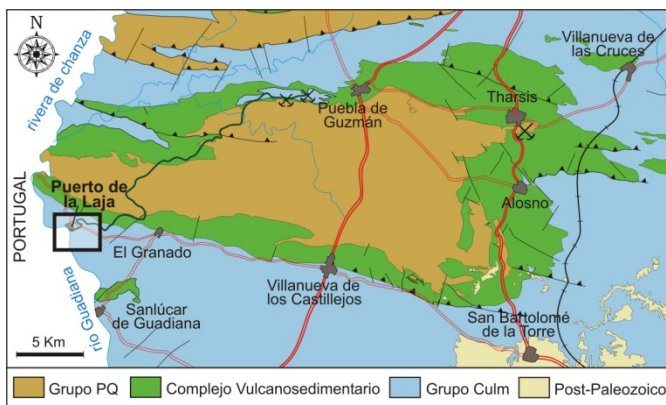 N
rivera de chanza
Villanueva de
las Cruces
Puebla de
Guzmán
Tharsis
PORTUGAL
Puerto de
la Laja
Alosno
El Granado
río Guadiana
Villanueva
de los Castillejos
Sanlúcar
de Guadiana
San Bartolomé
de la Torre
5 Km
Grupo PQ
Complejo Vulcanosedimentario
Grupo Culm
Post-Paleozoico